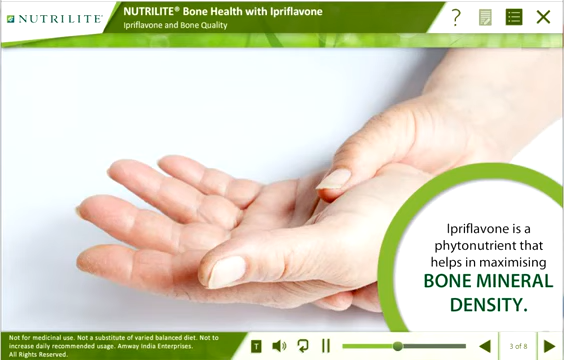 NUTRILITE®
NUTRILITE® Bone Health with Ipriflavone
Ipriflavone and Bone Quality
?
Ipriflavone is a
phytonutrient that
helps in maximising
BONE MINERAL
DENSITY.
Not for medicinal use. Not a substitute of varied balanced diet. Not to
increase daily recommended usage. Amway India Enterprises.
All Rights Reserved.
T
3 of 8